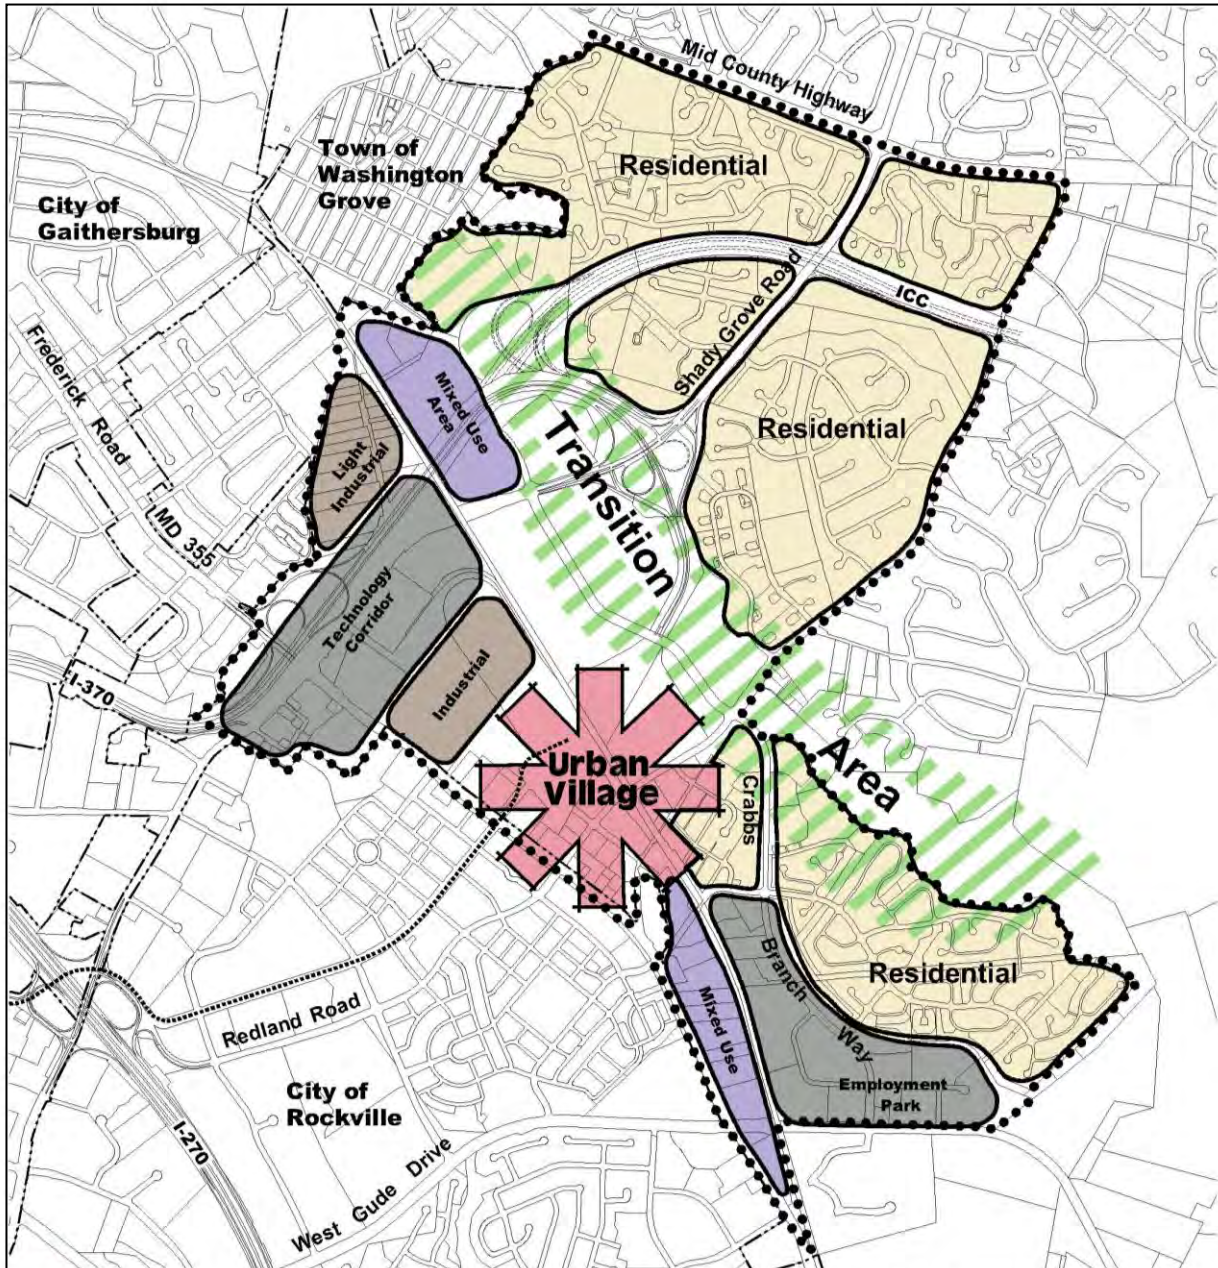 Mid County Highway
Town of
Washington
Grove
Residential
City of
Gaithersburg
Shady Grove Road
ICC
Frederick Road
Mixed Use
Area
Light
Industrial
Transition
Residential
MD 355
Technology
Corridor
Industrial
I-370
Urban
Village
Area
Crabbs
Branch
Way
Residential
Mixed Use
Redland Road
Employment
Park
City of
Rockville
I-270
West Gude Drive